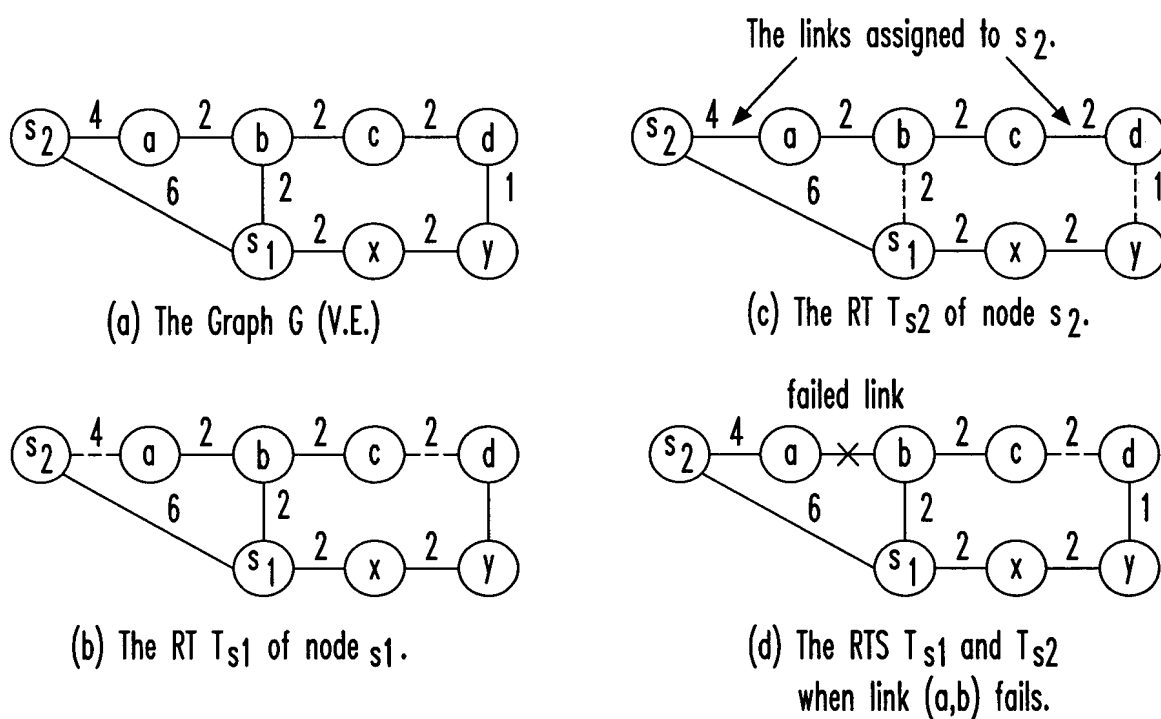 s2 4 a 2 b 2 c 2 d
6 2 1
s1 2 x 2 y
(a) The Graph G (V.E.)
s2 4 a 2 b 2 c 2 d
6 2
s1 2 x 2 y
(b) The RT Ts1 of node s1.
The links assigned to s2.
s2 4 a 2 b 2 c 2 d
6 2 1
s1 2 x 2 y
(c) The RT Ts2 of node s2.
failed link
s2 4 a b 2 c 2 d
6 2 1
s1 2 x 2 y
(d) The RTS Ts1 and Ts2
when link (a,b) fails.